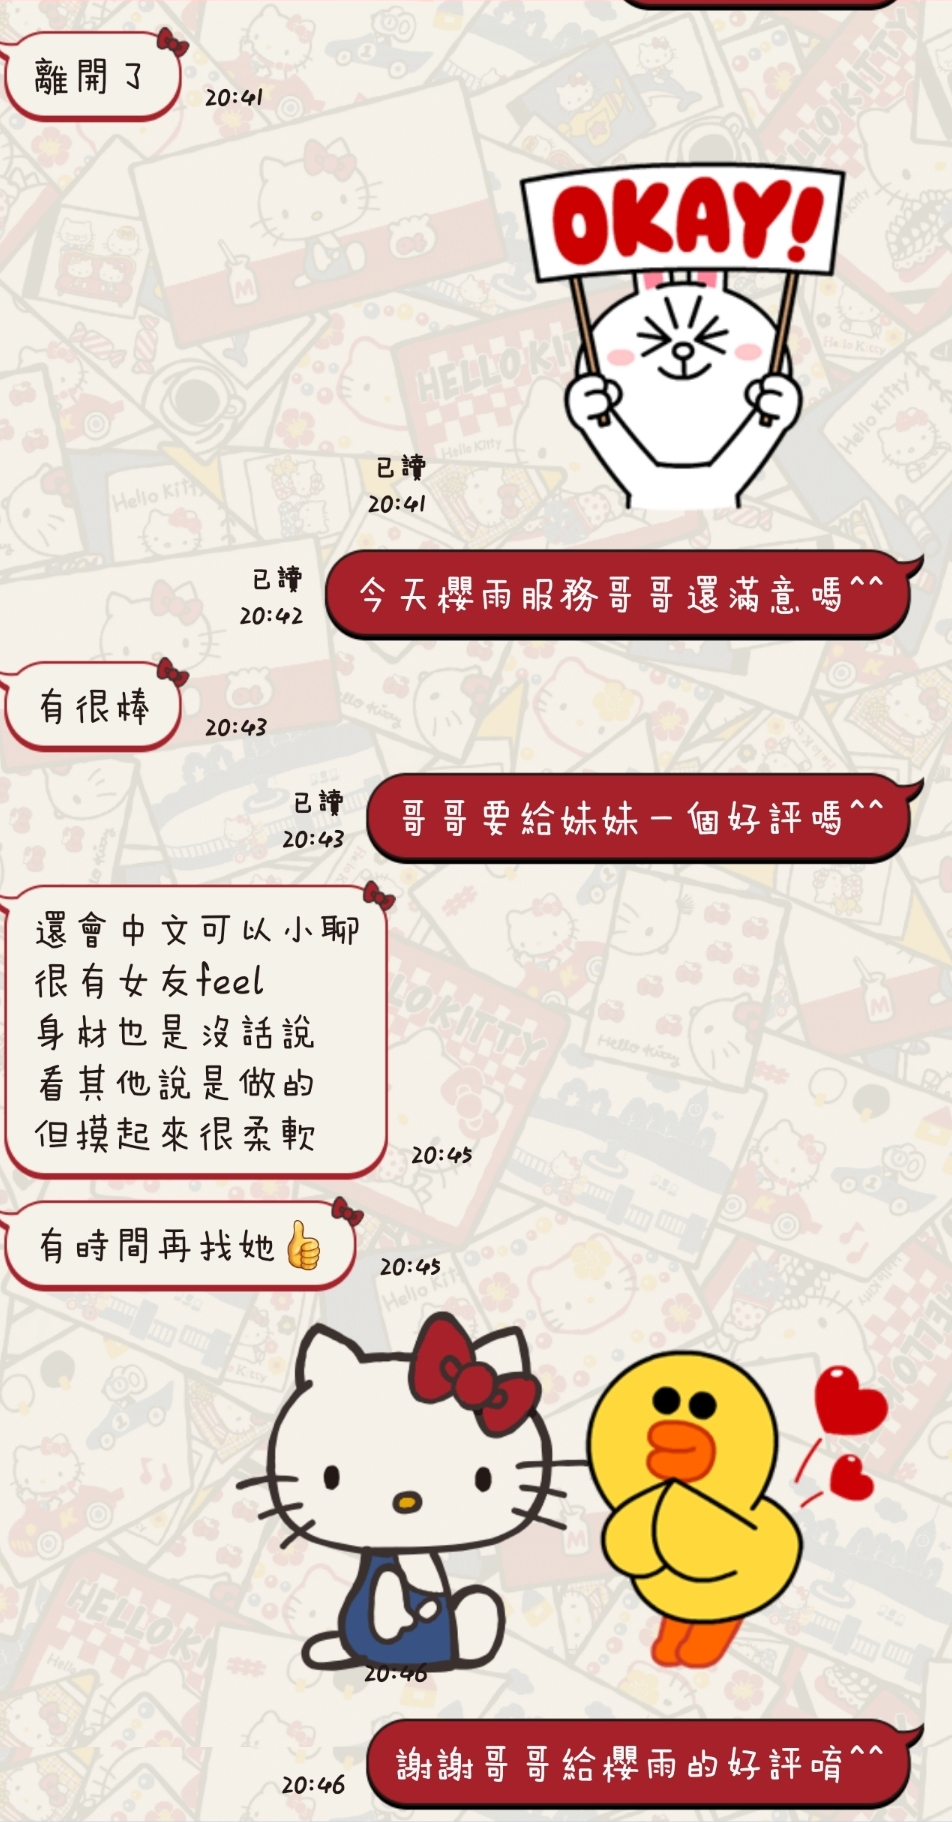 離開了
20:41
OKAY!
已讀
20:41
已讀
20:42
今天櫻雨服務哥哥還滿意嗎^^
有很棒
20:43
已讀
20:43
哥哥要給妹妹一個好評嗎^^
還會中文可以小聊
很有女友feel
身材也是沒話說
看其他說是做的
但摸起來很柔軟
20:45
有時間再找她👍
20:45
20:46
20:46
謝謝哥哥給櫻雨的好評唷^^